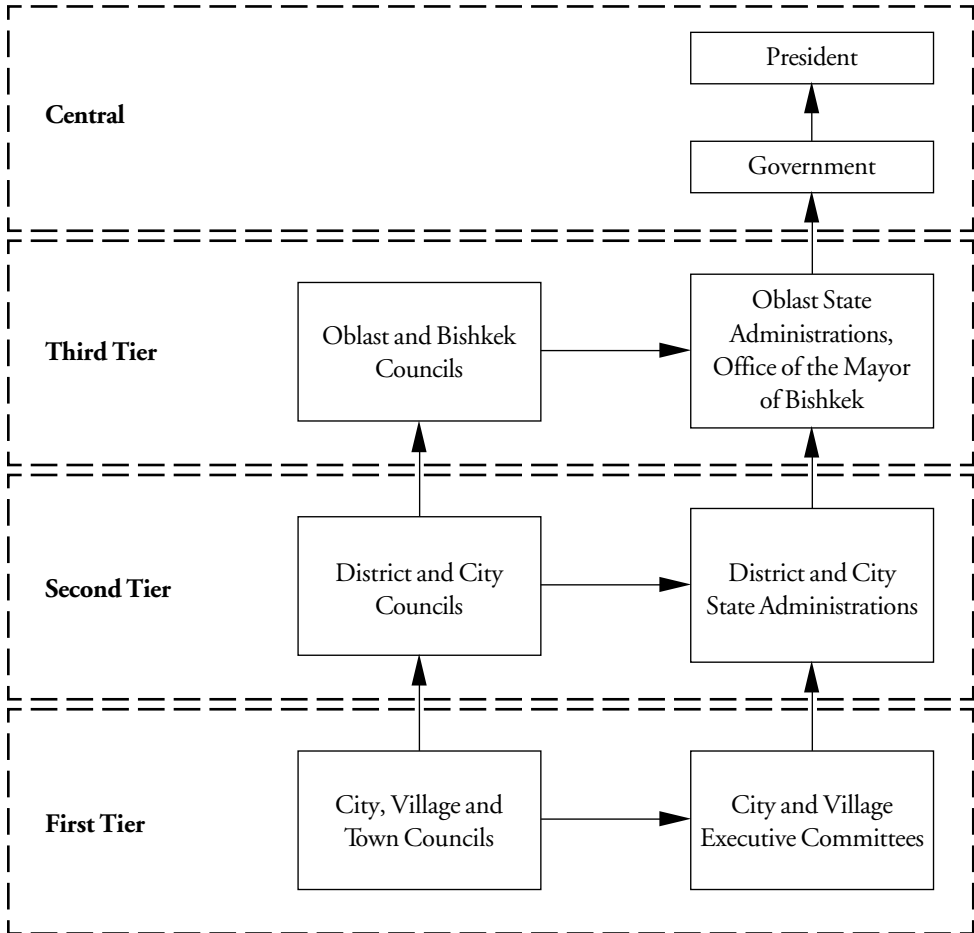 President
Central
Government
Third Tier
Oblast and Bishkek
Councils
Oblast State
Administrations,
Office of the Mayor
of Bishkek
Second Tier
District and City
Councils
District and City
State Administrations
First Tier
City, Village and
Town Councils
City and Village
Executive Committees